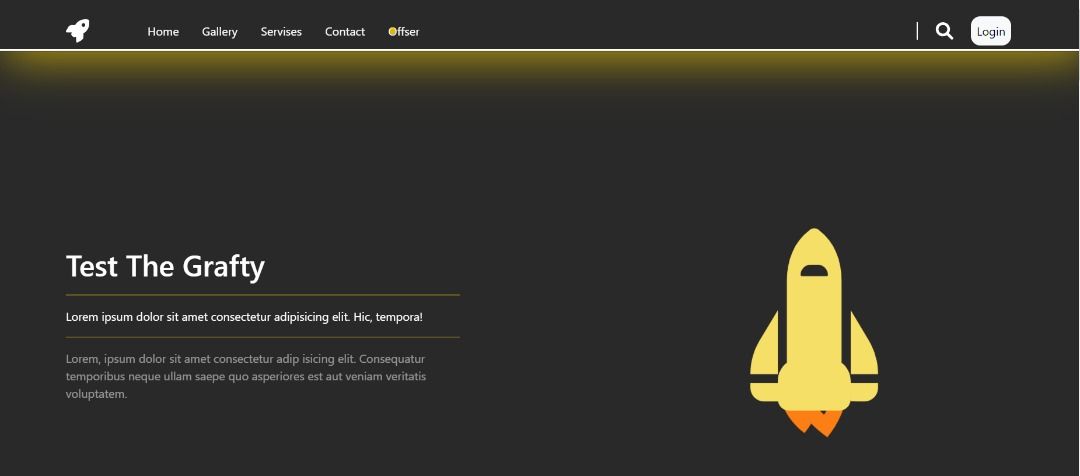 Home Gallery Servises Contact Offser Login
Test The Grafty
Lorem ipsum dolor sit amet consectetur adipisicing elit. Hic, tempora!
Lorem, ipsum dolor sit amet consectetur adip isicing elit. Consequatur
temporibus neque ullam saepe quo asperiores est aut veniam veritatis
voluptatem.